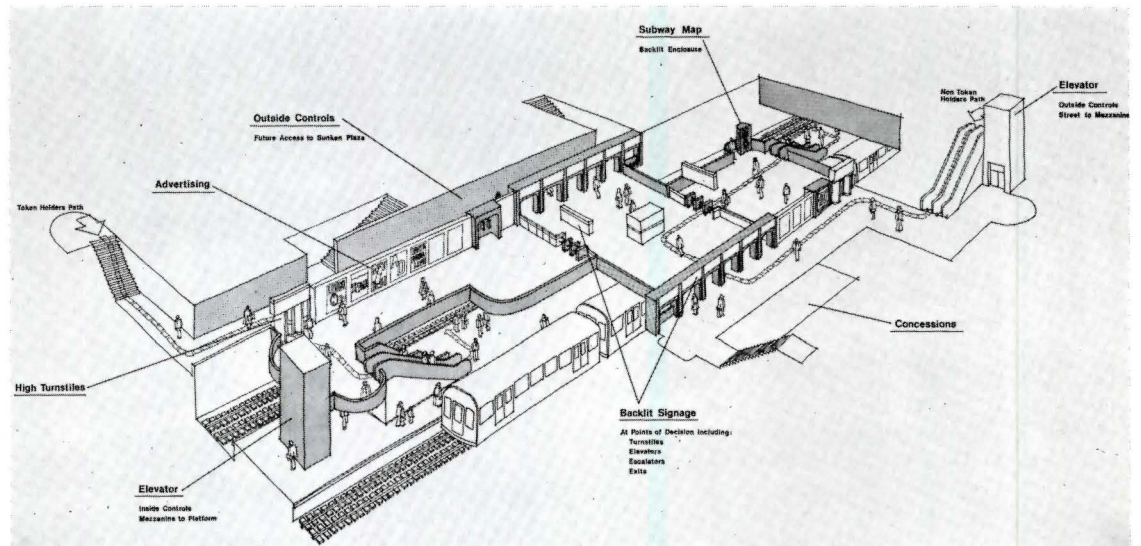 Subway Map
Backlit Enclosure
Elevator
Outside Controls
Street to Mezzanine
Non Token
Holders Path
Outside Controls
Future Access to Sunken Plaza
Advertising
Token Holders Path
Concessions
High Turnstiles
Backlit Signage
At Points of Decision Including:
Turnstiles
Elevators
Escalators
Exits
Elevator
Inside Controls
Mezzanine to Platform